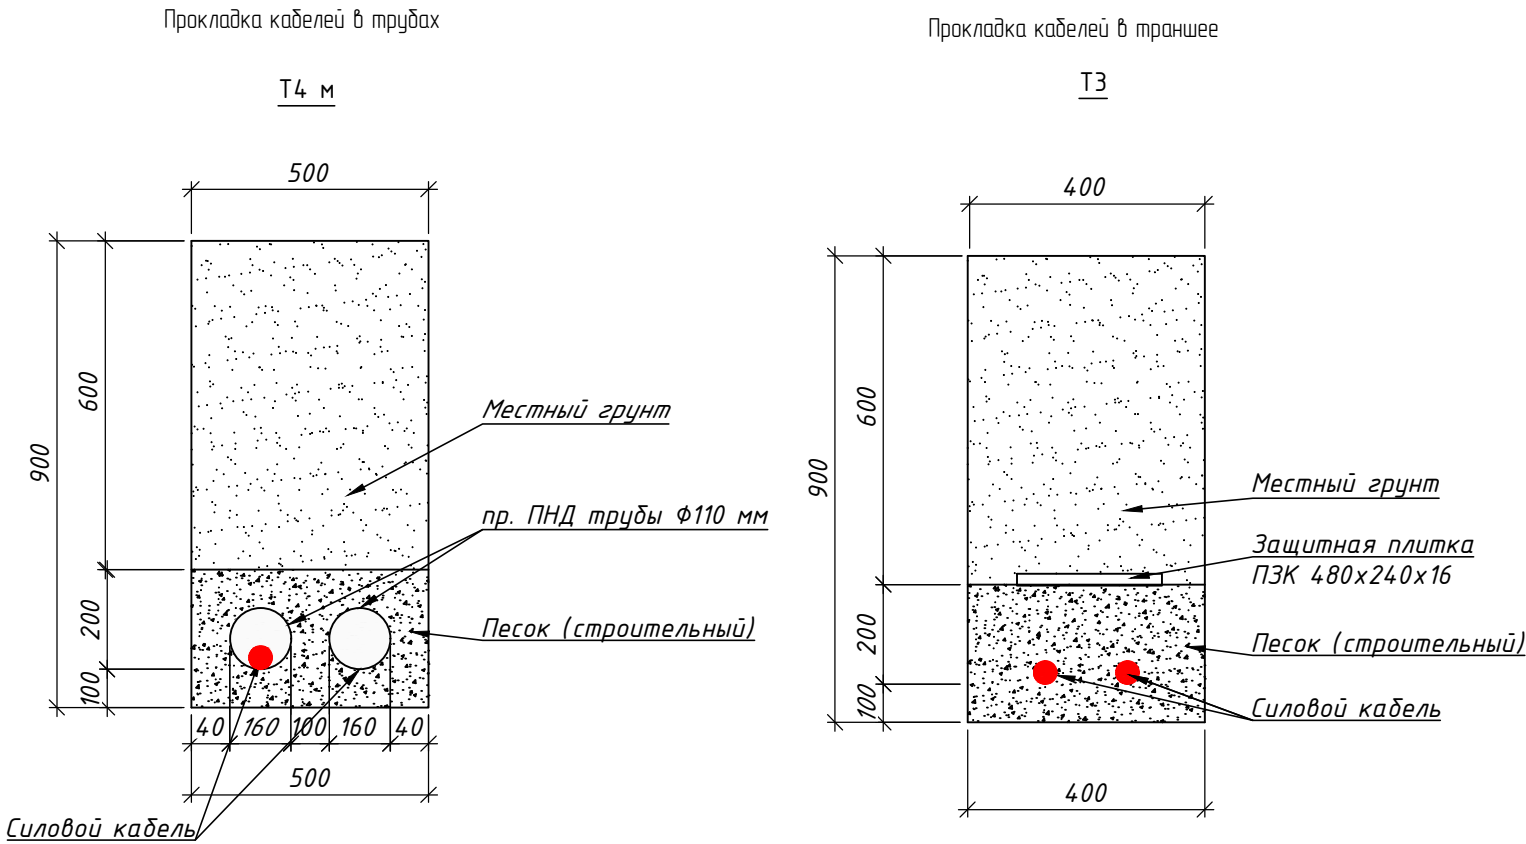 Прокладка кабелей в трубах
Т4 м
500
900
600
200
100
Местный грунт
пр. ПНД трубы Ф110 мм
Песок (строительный)
40 160 100 160 40
500
Силовой кабель
Прокладка кабелей в траншее
Т3
400
900
600
200
100
Местный грунт
Защитная плитка
ПЗК 480х240х16
Песок (строительный)
Силовой кабель
400